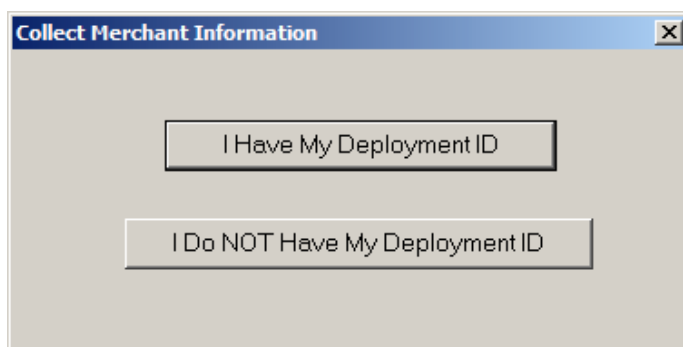 Collect Merchant Information
I Have My Deployment ID
I Do NOT Have My Deployment ID